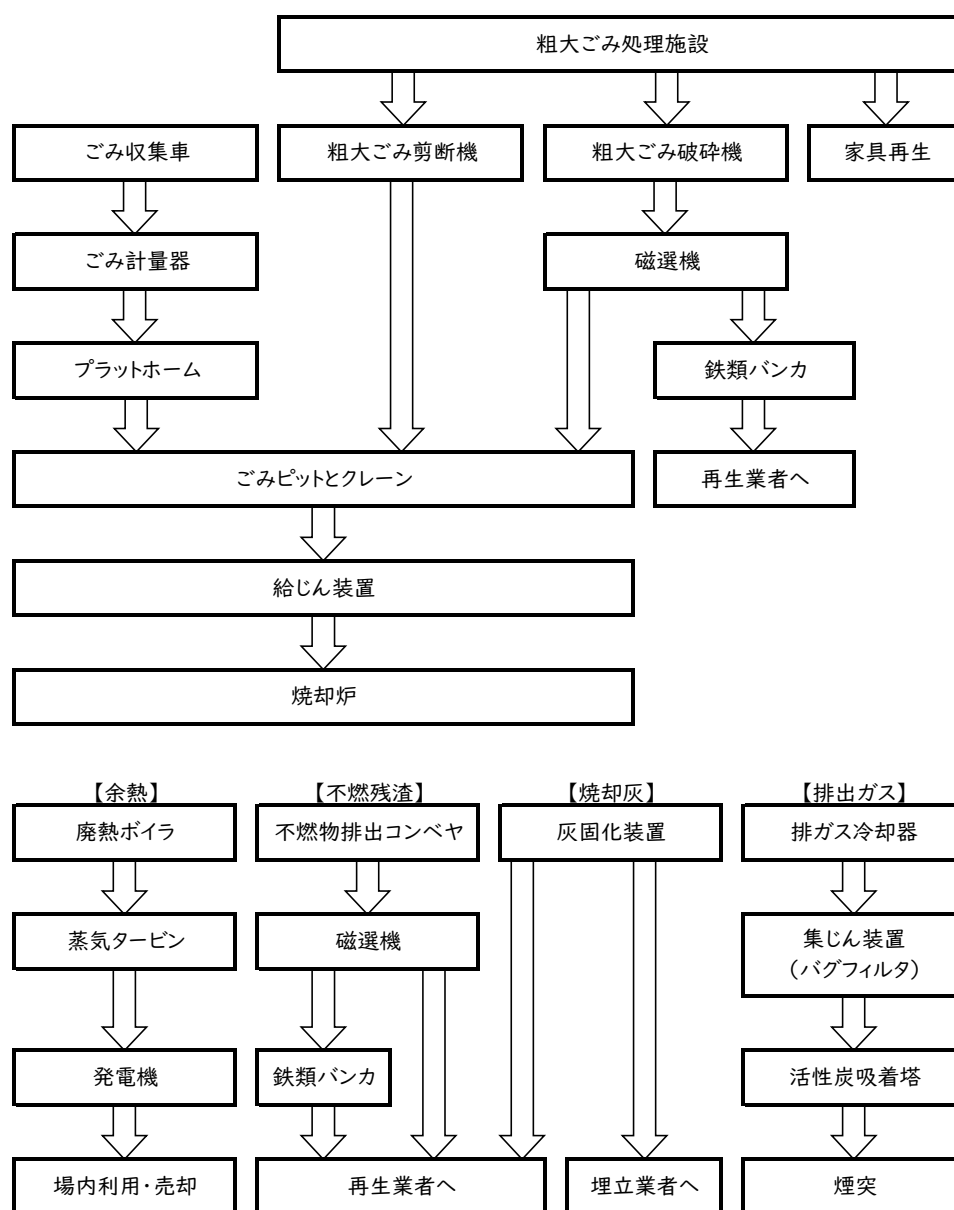 粗大ごみ処理施設
ごみ収集車
粗大ごみ剪断機
粗大ごみ破砕機
家具再生
ごみ計量器
磁選機
プラットホーム
鉄類バンカ
ごみピットとクレーン
再生業者へ
給じん装置
焼却炉
【余熱】
【不燃残渣】
【焼却灰】
【排出ガス】
廃熱ボイラ
不燃物排出コンベヤ
灰固化装置
排ガス冷却器
蒸気タービン
磁選機
集じん装置
（バグフィルタ）
発電機
鉄類バンカ
活性炭吸着塔
場内利用・売却
再生業者へ
埋立業者へ
煙突